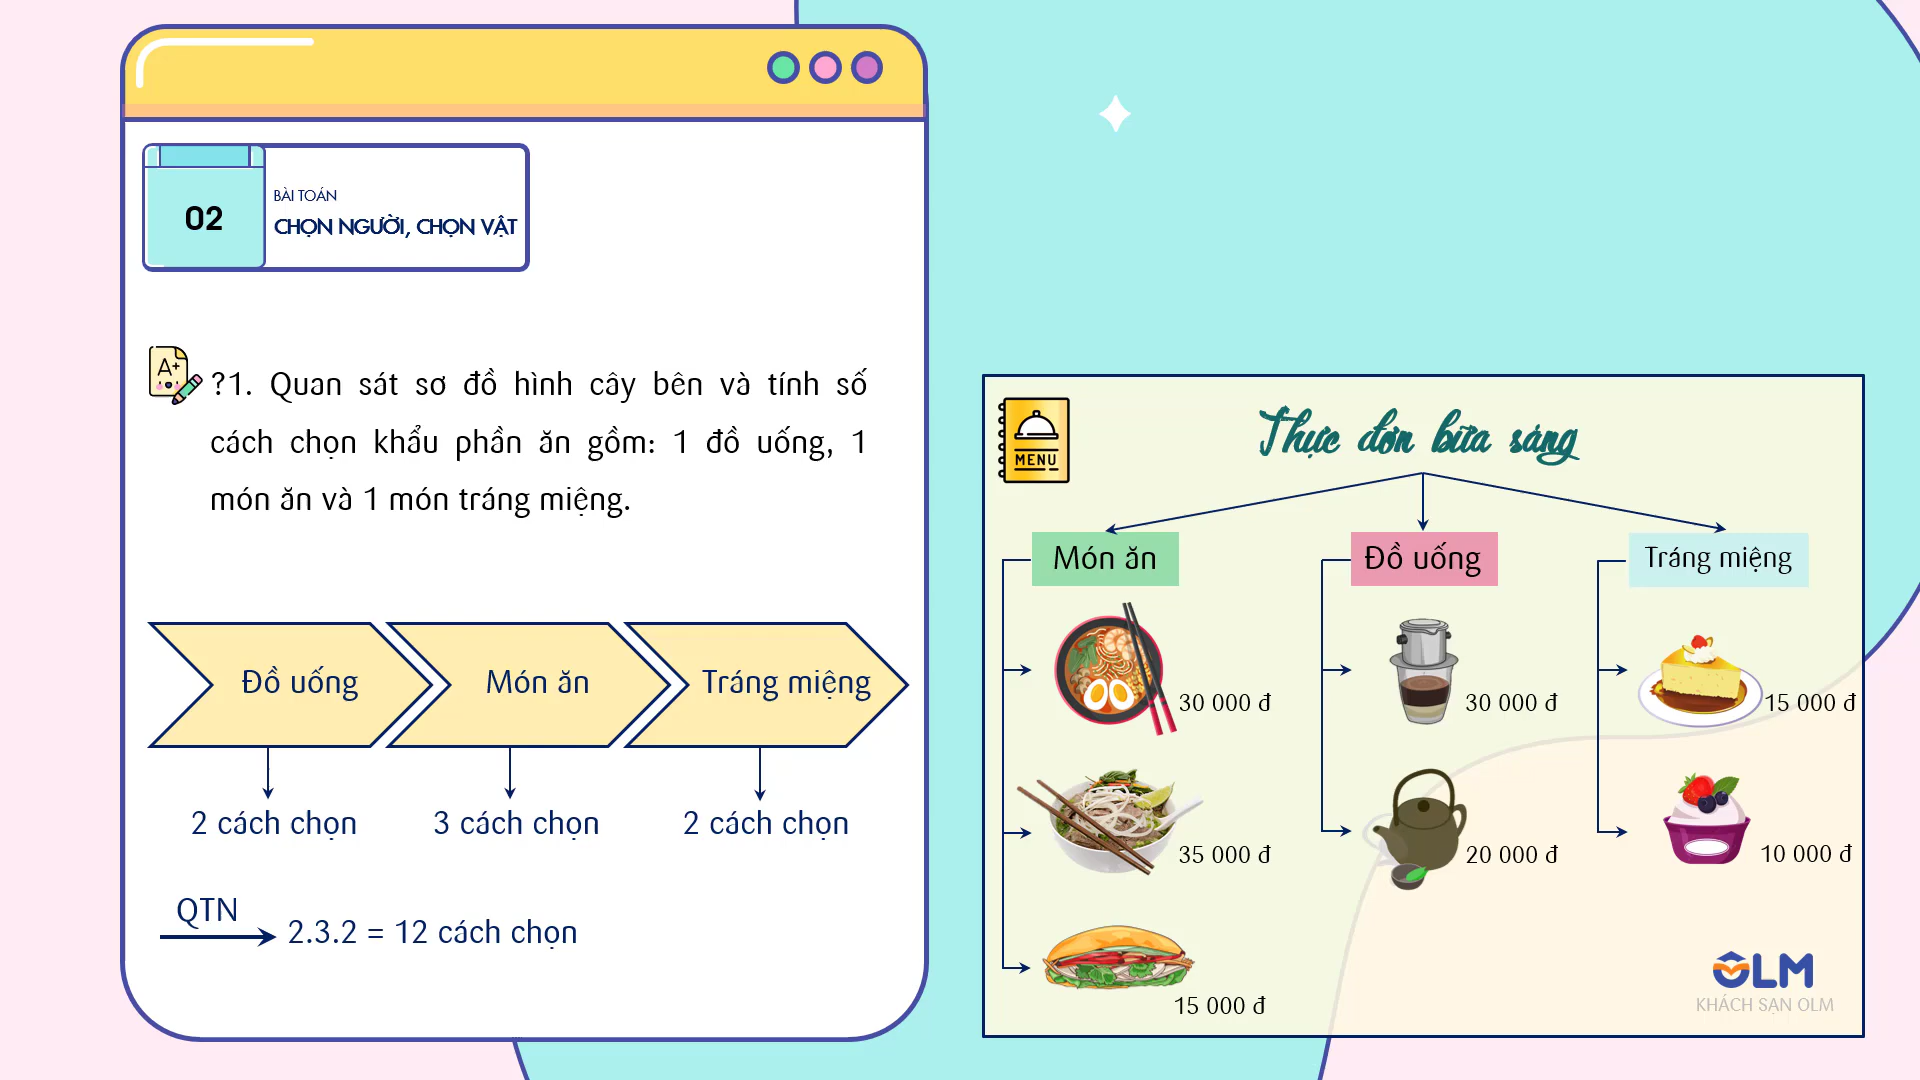 02
BÀI TOÁN
CHỌN NGƯỜI, CHỌN VẬT
A+
?1. Quan sát sơ đồ hình cây bên và tính số
cách chọn khẩu phần ăn gồm: 1 đồ uống, 1
món ăn và 1 món tráng miệng.
Đồ uống
Món ăn
Tráng miệng
2 cách chọn
3 cách chọn
2 cách chọn
QTN
2.3.2 = 12 cách chọn
MENU
Thực đơn bữa sáng
Món ăn
Đồ uống
Tráng miệng
30 000 đ
30 000 đ
15 000 đ
35 000 đ
20 000 đ
10 000 đ
15 000 đ
OLM
KHÁCH SẠN OLM